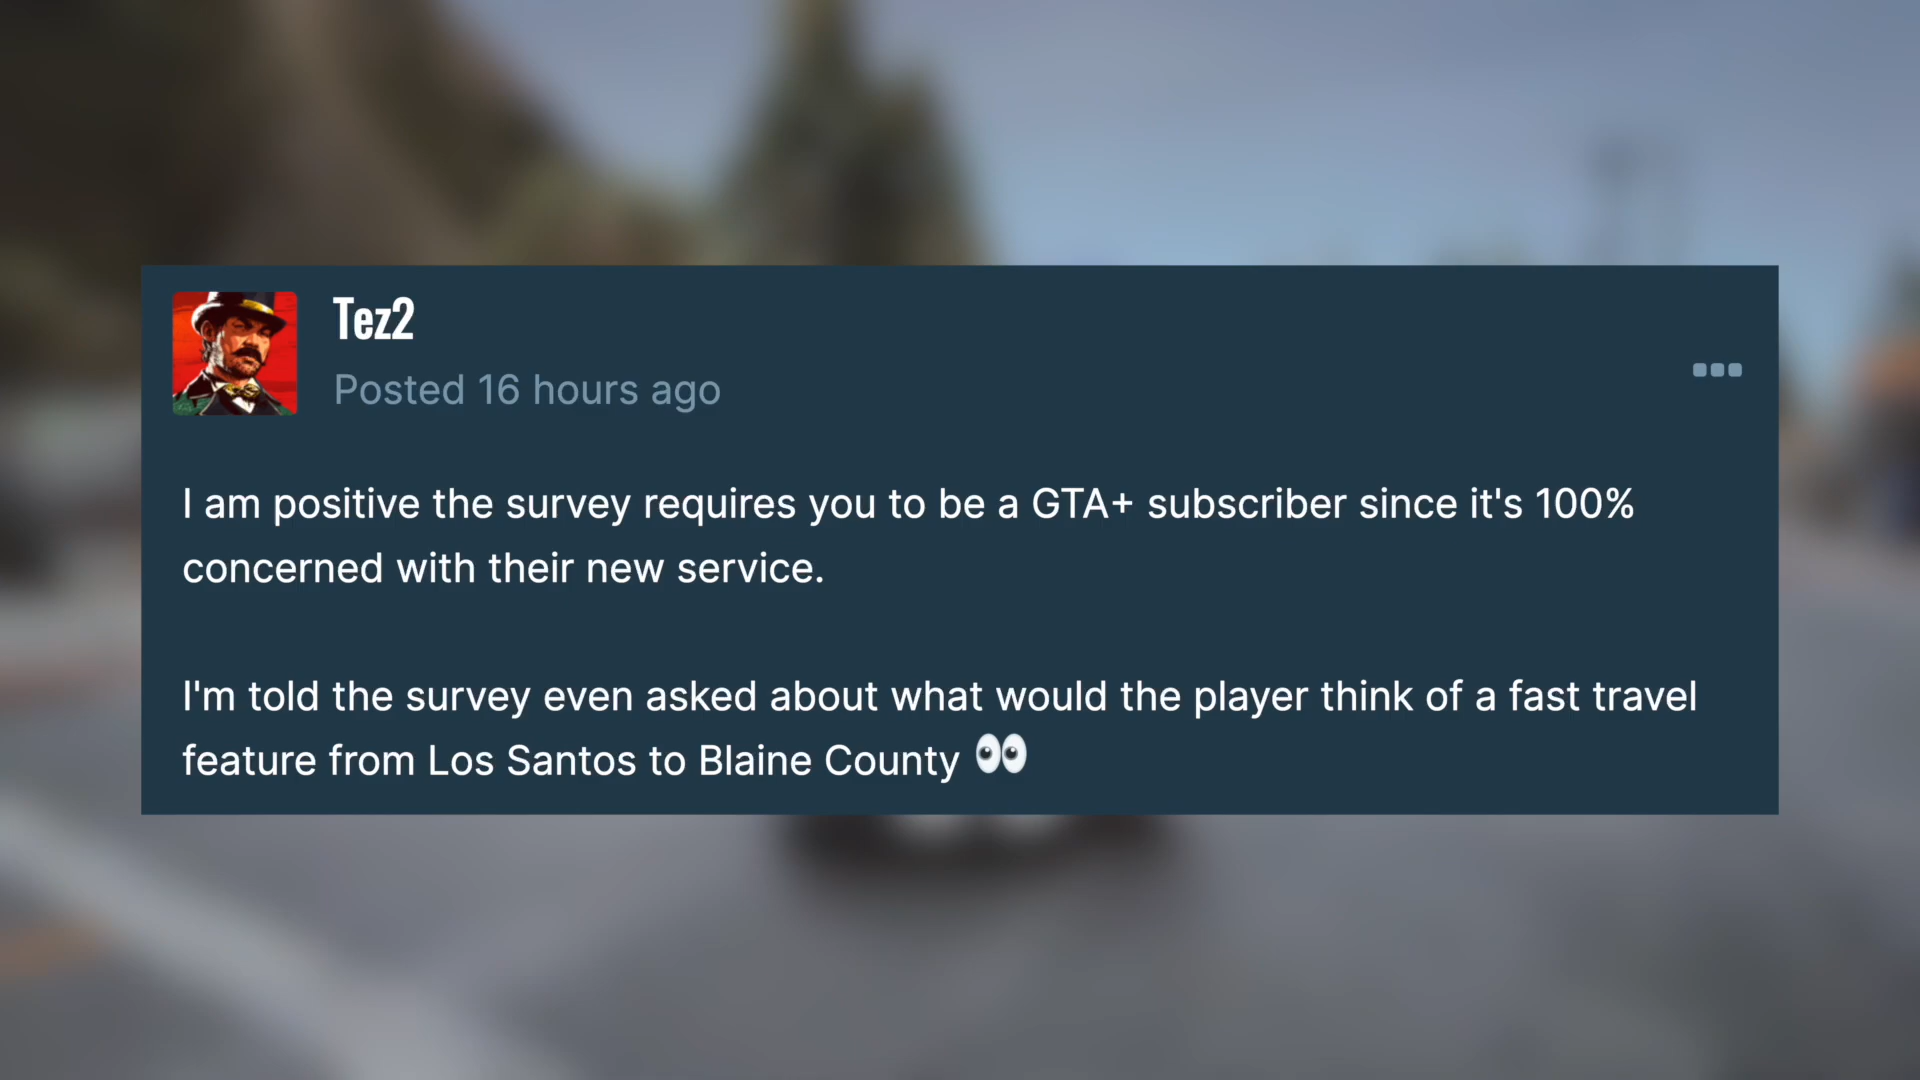 Tez2
Posted 16 hours ago
I am positive the survey requires you to be a GTA+ subscriber since it's 100%
concerned with their new service.
I'm told the survey even asked about what would the player think of a fast travel
feature from Los Santos to Blaine County 👀